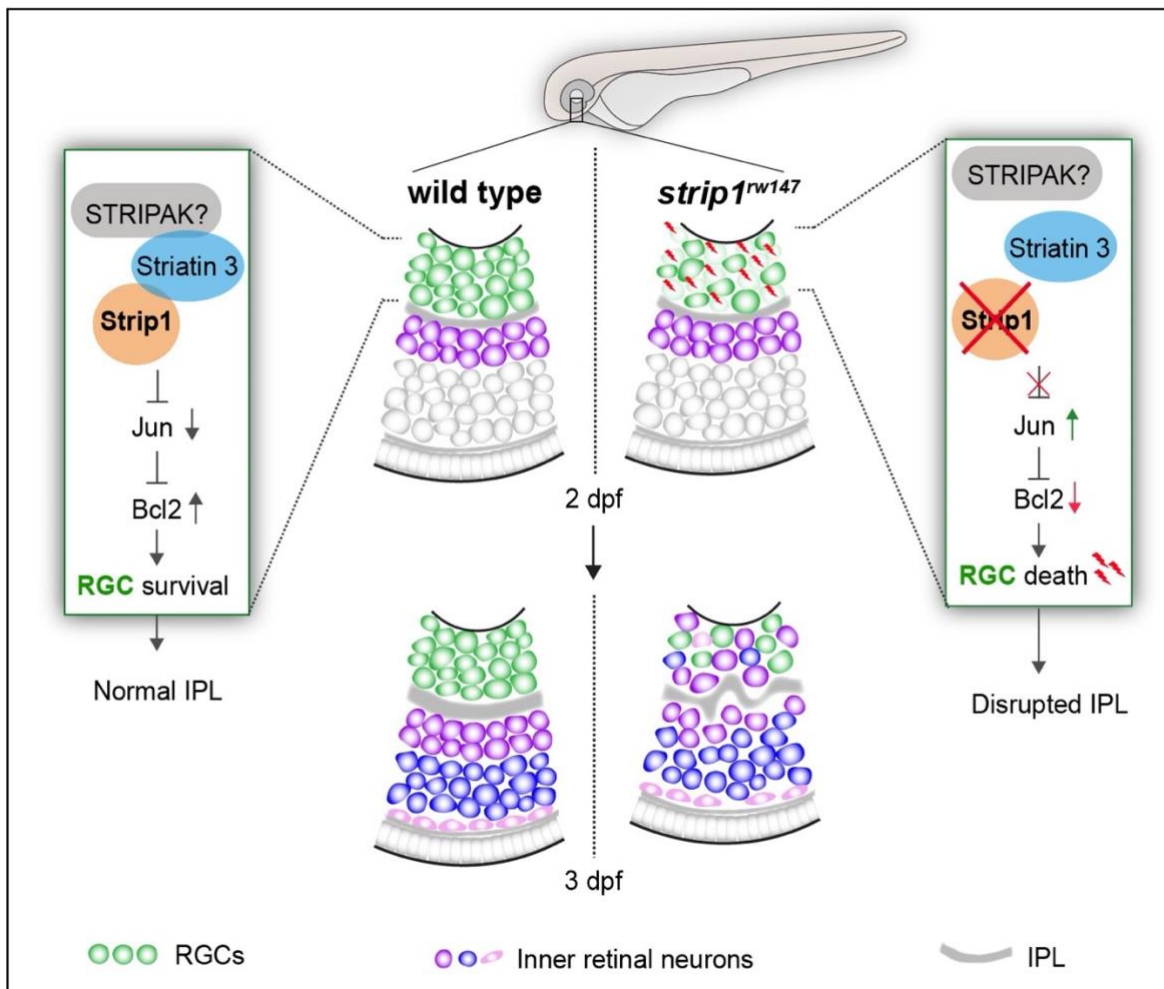 wild type
strip1rw147
STRIPAK?
Striatin 3
Strip1
Jun
Bcl2
RGC survival
Normal IPL
STRIPAK?
Striatin 3
Strip1
Jun
Bcl2
RGC death
Disrupted IPL
2 dpf
3 dpf
RGCs
Inner retinal neurons
IPL